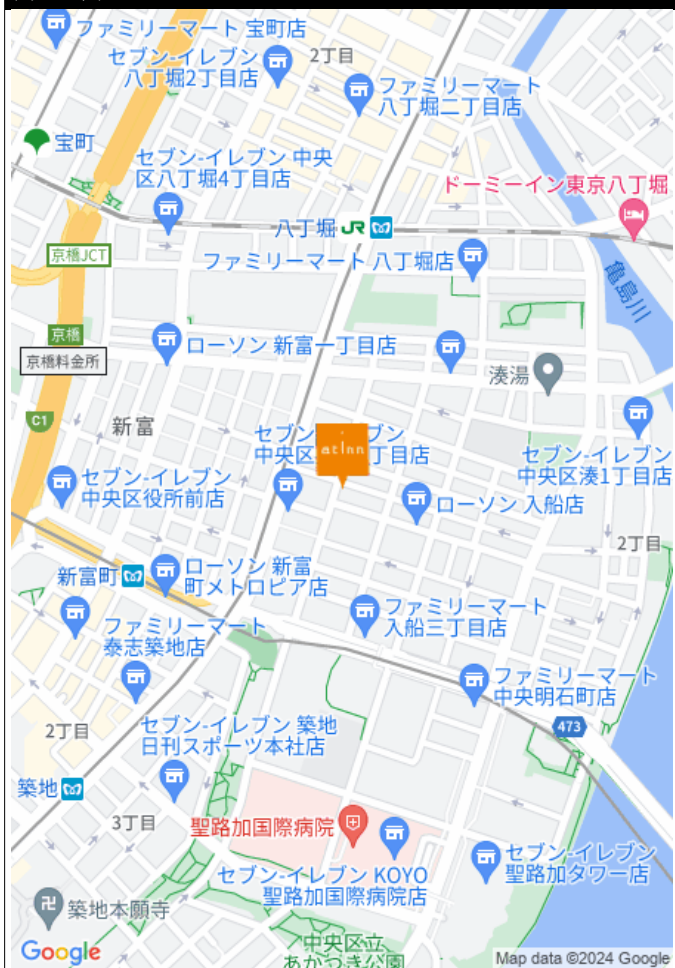 ファミリーマート 宝町店
セブン-イレブン
八丁堀2丁目店
2丁目
ファミリーマート
八丁堀二丁目店
宝町
セブン-イレブン 中央
区八丁堀4丁目店
ドーミーイン東京八丁堀
八丁堀 JR
京橋JCT
ファミリーマート 八丁堀店
亀島川
京橋
京橋料金所
ローソン 新富一丁目店
湊湯
C1
新富
セブン
ブン
中央区
丁目店
at inn
セブン-イレブン
中央区湊1丁目店
セブン-イレブン
中央区役所前店
ローソン 入船店
2丁目
新富町
ローソン 新富
町メトロピア店
ファミリーマート
入船三丁目店
ファミリーマート
泰志築地店
ファミリーマート
中央明石町店
473
2丁目
セブン-イレブン 築地
日刊スポーツ本社店
築地
3丁目
聖路加国際病院
セブン-イレブン KOYO
聖路加国際病院店
セブン-イレブン
聖路加タワー店
築地本願寺
中央区立
あかつき公園
Google
Map data ©2024 Google